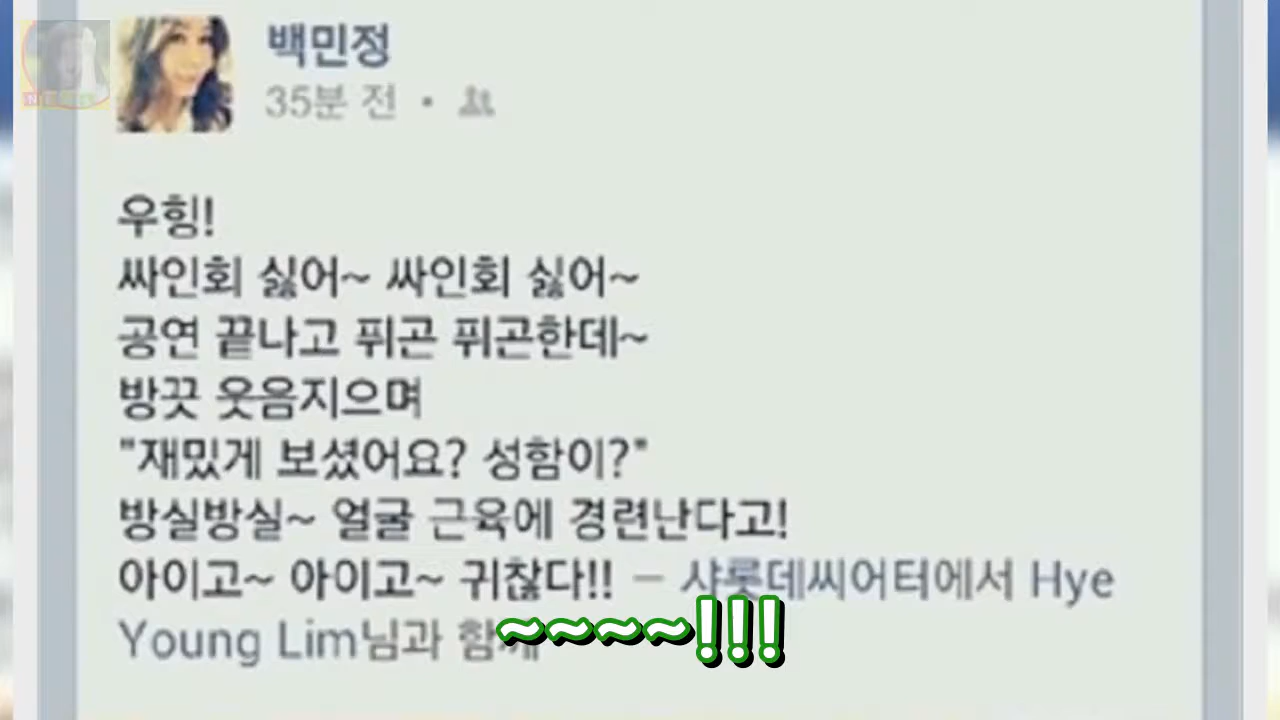 백민정
35분 전 ·
우힝!
싸인회 싫어~ 싸인회 싫어~
공연 끝나고 퓌곤 퓌곤한데~
방끗 웃음지으며
"재밌게 보셨어요? 성함이?"
방실방실~ 얼굴 근육에 경련난다고!
아이고~ 아이고~ 귀찮다!! – 샤롯데씨어터에서 Hye
Young Lim님과 함께
~~~~!!!